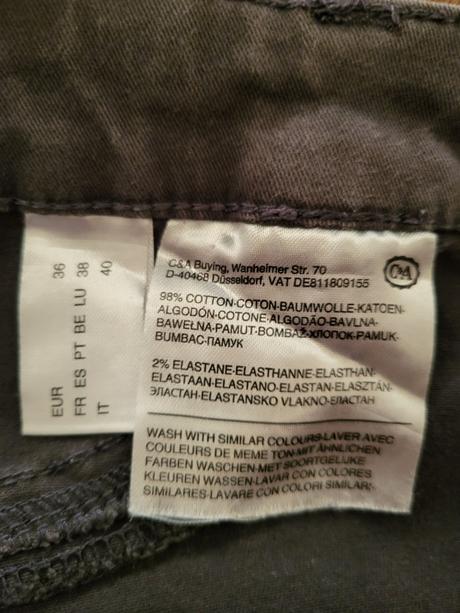 EUR 36
FR ES PT BE LU 38
IT 40
C&A Buying, Wanheimer Str. 70
D-40468 Düsseldorf, VAT DE811809155
C&A
98% COTTON-COTON-BAUMWOLLE-KATOEN-
ALGODÓN-COTONE-ALGODÃO-BAVLNA-
BAWEŁNA-PAMUT-BOMBAŽ-ХЛОПОК-PAMUK-
BUMBAC-ПАМУК
2% ELASTANE-ELASTHANNE-ELASTHAN-
ELASTAAN-ELASTANO-ELASTAN-ELASZTÁN-
ЭЛАСТАН-ELASTANSKO VLAKNO-ЕЛАСТАН
WASH WITH SIMILAR COLOURS-LAVER AVEC
COULEURS DE MEME TON-MIT ÄHNLICHEN
FARBEN WASCHEN-MET SOORTGELIJKE
KLEUREN WASSEN-LAVAR CON COLORES
SIMILARES-LAVARE CON COLORI SIMILARI-